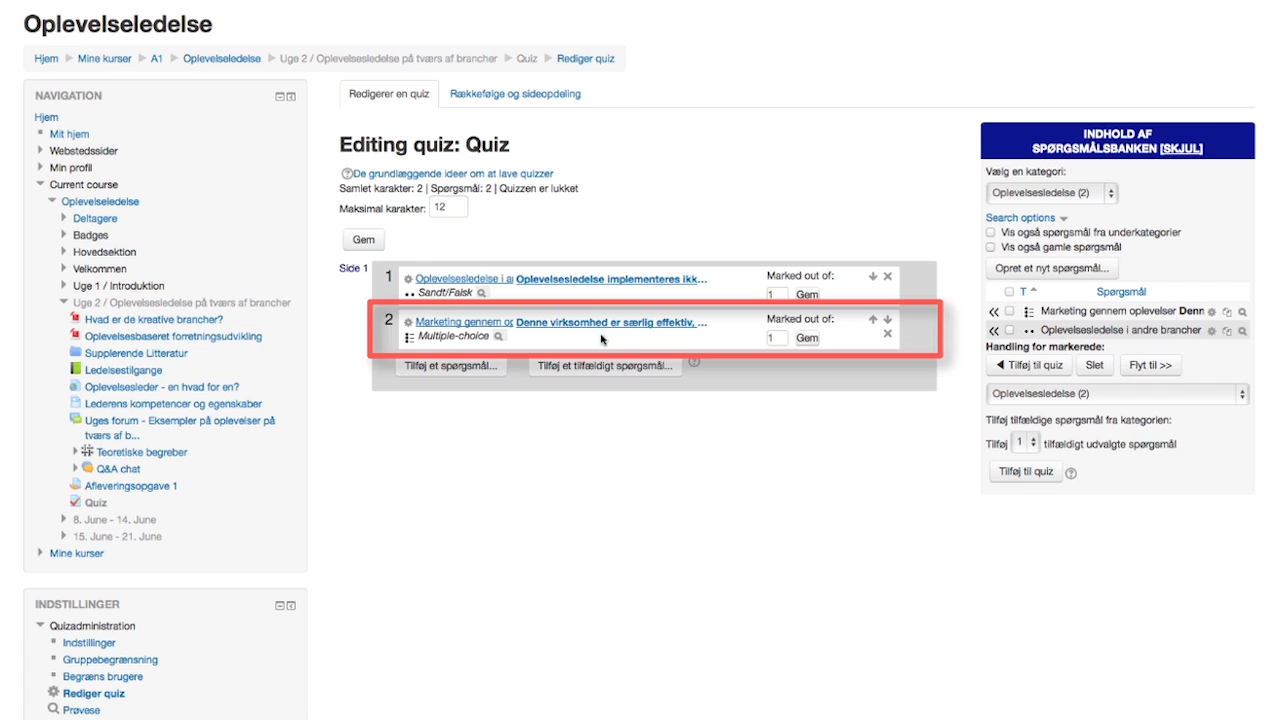 Oplevelseledelse
Hjem Mine kurser A1 Oplevelseledelse Uge 2 / Oplevelsesledelse på tværs af brancher Quiz Rediger quiz
NAVIGATION
Hjem
Mit hjem
Webstedssider
Min profil
Current course
Oplevelseledelse
Deltagere
Badges
Hovedsektion
Velkommen
Uge 1 / Introduktion
Uge 2 / Oplevelsesledelse på tværs af brancher
Hvad er de kreative brancher?
Oplevelsesbaseret forretningsudvikling
Supplerende Litteratur
Ledelsestilgange
Oplevelsesleder - en hvad for en?
Lederens kompetencer og egenskaber
Uges forum - Eksempler på oplevelser på
tværs af b...
Teoretiske begreber
Q&A chat
Afleveringsopgave 1
Quiz
8. June - 14. June
15. June - 21. June
Mine kurser
INDSTILLINGER
Quizadministration
Indstillinger
Gruppebegrænsning
Begræns brugere
Rediger quiz
Prøvese
Redigerer en quiz Rækkefølge og sideopdeling
Editing quiz: Quiz
De grundlæggende ideer om at lave quizzer
Samlet karakter: 2 | Spørgsmål: 2 | Quizzen er lukket
Maksimal karakter: 12
Gem
Side 1
1 Oplevelsesledelse i ar Oplevelsesledelse implementeres ikk... Marked out of:
Sandt/Falsk 1 Gem
2 Marketing gennem op Denne virksomhed er særlig effektiv, ... Marked out of:
Multiple-choice 1 Gem
Tilføj et spørgsmål... Tilføj et tilfældigt spørgsmål...
INDHOLD AF
SPØRGSMÅLSBANKEN [SKJUL]
Vælg en kategori:
Oplevelsesledelse (2)
Search options
Vis også spørgsmål fra underkategorier
Vis også gamle spørgsmål
Opret et nyt spørgsmål...
T Spørgsmål
Marketing gennem oplevelser Denn
Oplevelsesledelse i andre brancher
Handling for markerede:
Tilføj til quiz Slet Flyt til >>
Oplevelsesledelse (2)
Tilføj tilfældige spørgsmål fra kategorien:
Tilføj 1 tilfældigt udvalgte spørgsmål
Tilføj til quiz